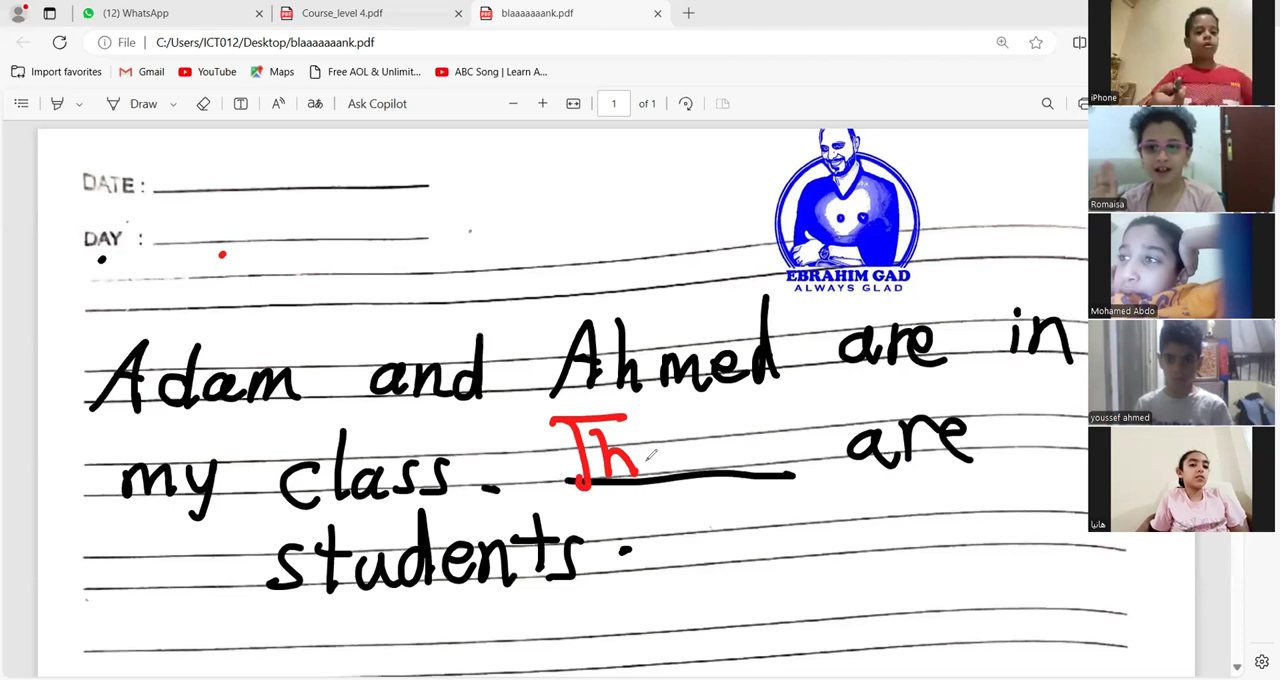 (12) WhatsApp
Course_level 4.pdf
blaaaaaaank.pdf
File C:/Users/ICT012/Desktop/blaaaaaaank.pdf
Import favorites Gmail YouTube Maps Free AOL & Unlimit... ABC Song | Learn A...
Draw Ask Copilot 1 of 1
DATE :
DAY :
EBRAHIM GAD
ALWAYS GLAD
Adam and Ahmed are in
my class. Th are
students.
iPhone
Romaisa
Mohamed Abdo
youssef ahmed
هانيا